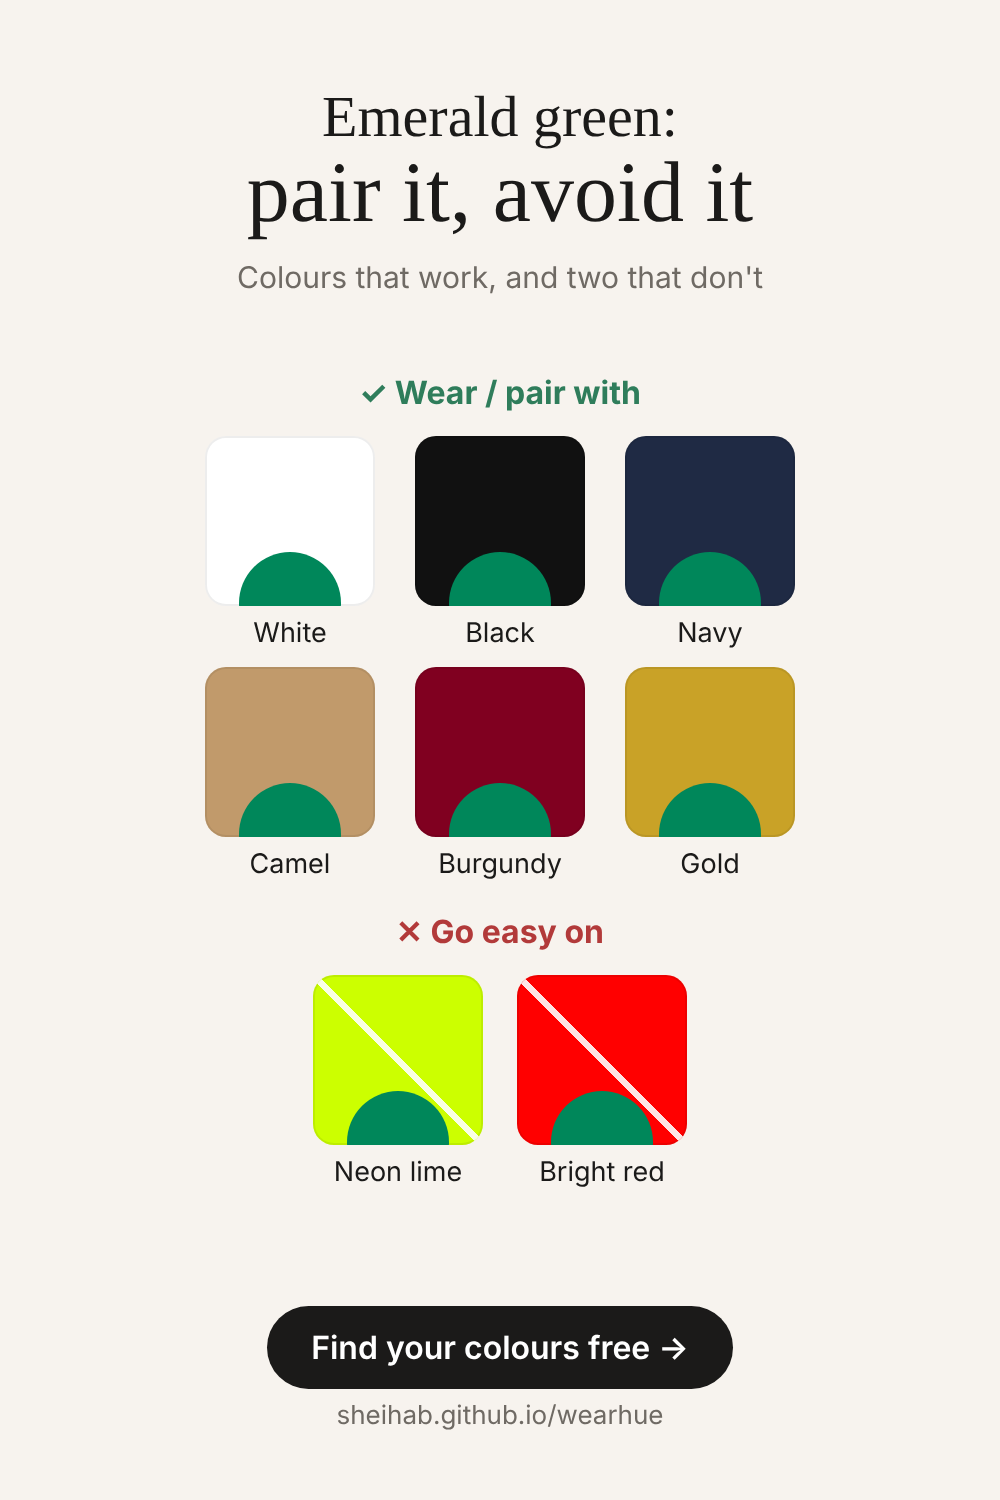 Emerald green:
pair it, avoid it
Colours that work, and two that don't
✓ Wear / pair with
White
Black
Navy
Camel
Burgundy
Gold
✕ Go easy on
Neon lime
Bright red
Find your colours free →
sheihab.github.io/wearhue